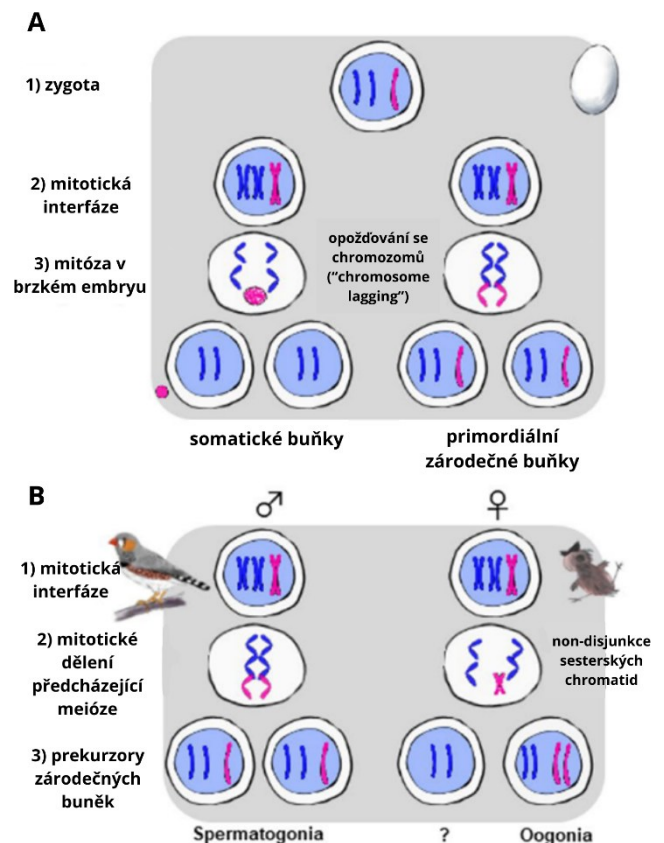 A
1) zygota
2) mitotická
interfáze
3) mitóza v
brzkém embryu
opožďování se
chromozomů
(“chromosome
lagging”)
somatické buňky
primordiální
zárodečné buňky
B
♂
♀
1) mitotická
interfáze
2) mitotické
dělení
předcházející
meióze
non-disjunkce
sesterských
chromatid
3) prekurzory
zárodečných
buněk
Spermatogonia
?
Oogonia